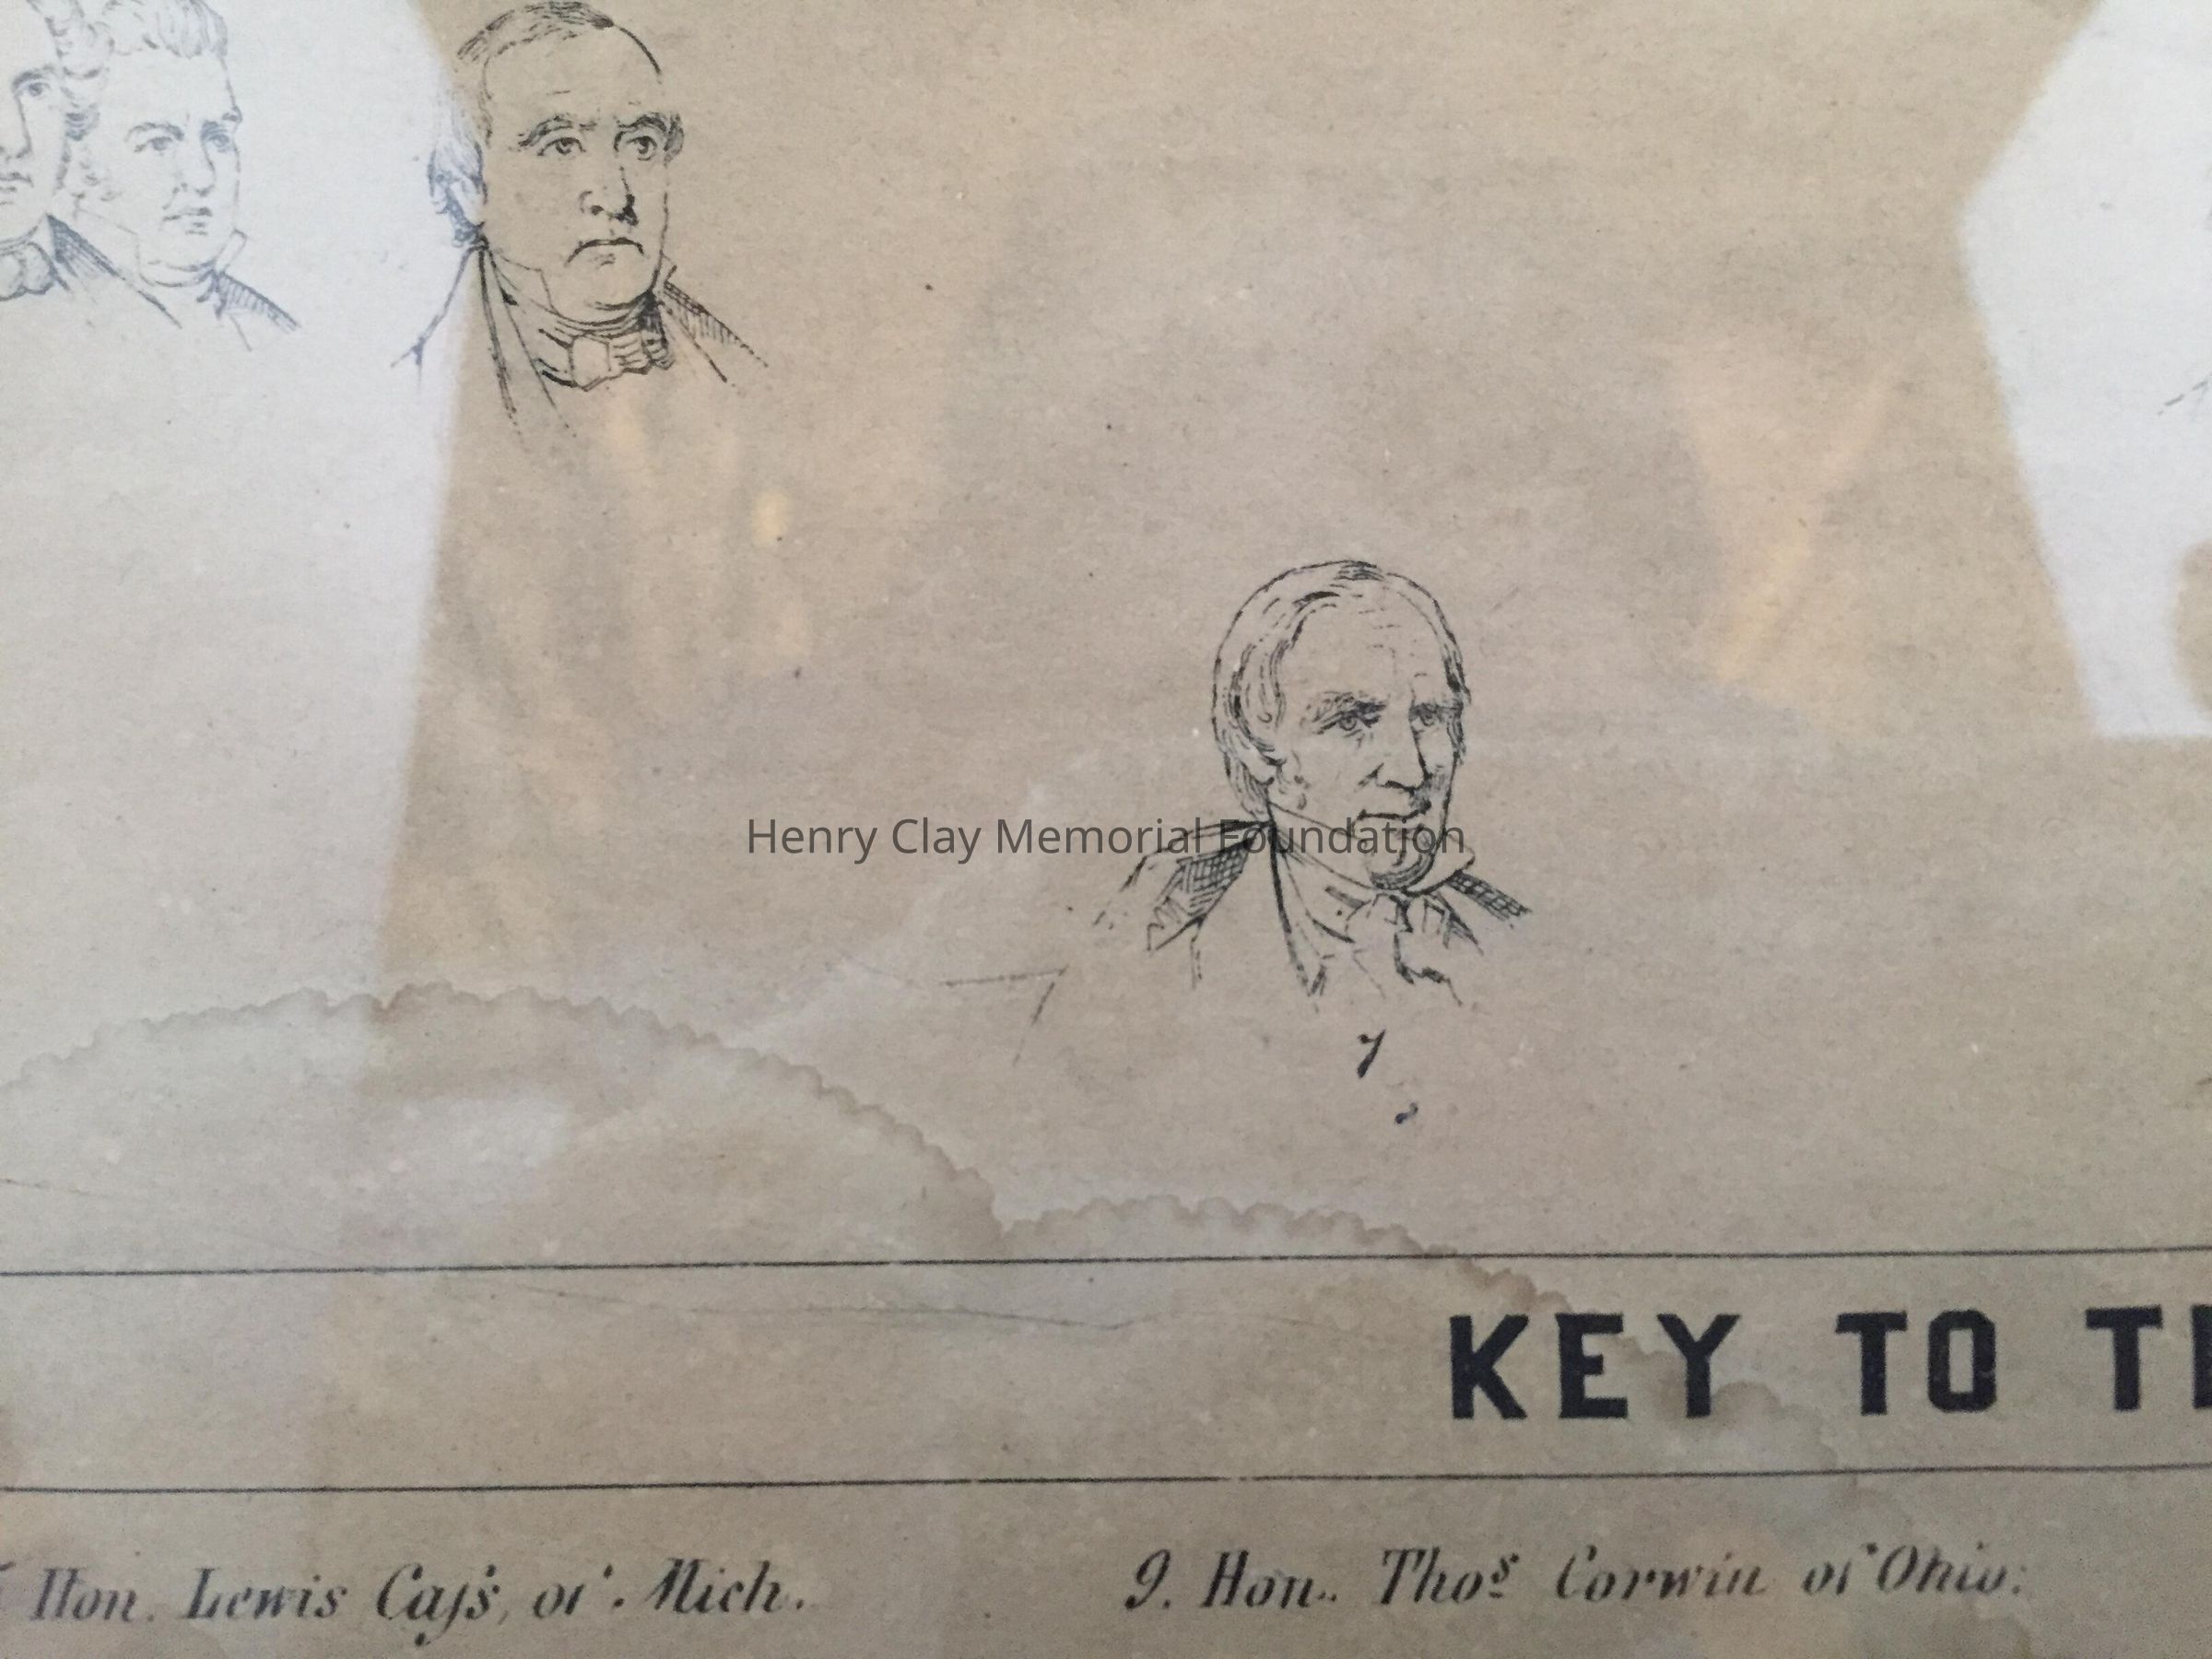 Henry Clay Memorial Foundation
7
KEY TO
Hon. Lewis Caſs, of Mich.
9. Hon. Thoˢ Corwin of Ohio.